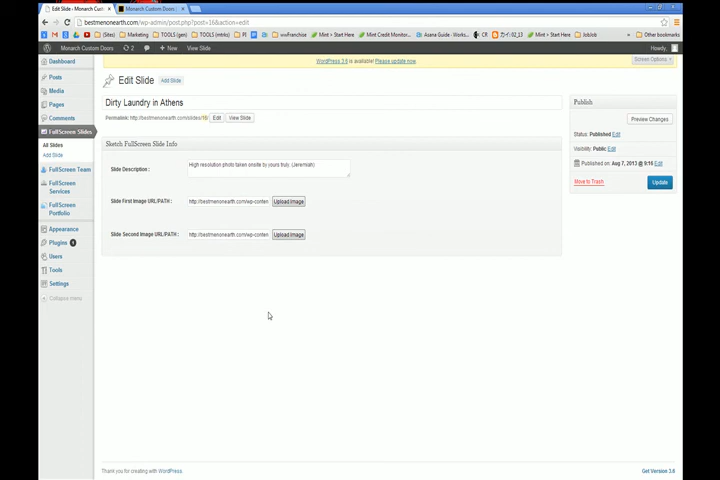 Edit Slide - Monarch Cus
Monarch Custom Doors |
bestmenonearth.com/wp-admin/post.php?post=16&action=edit
(Sites)
Marketing
TOOLS (gen)
TOOLS (mtrks)
wwFranchise
Mint > Start Here
Mint Credit Monitor...
Asana Guide - Works...
CR
Mint > Start Here
JobJob
Other bookmarks
Monarch Custom Doors
2
+ New
View Slide
Howdy,
Dashboard
Posts
Media
Pages
Comments
FullScreen Slides
All Slides
Add Slide
FullScreen Team
FullScreen Services
FullScreen Portfolio
Appearance
Plugins
Users
Tools
Settings
Collapse menu
WordPress 3.6 is available! Please update now.
Screen Options
Edit Slide
Add Slide
Dirty Laundry in Athens
Permalink: http://bestmenonearth.com/slides/16/
Edit
View Slide
Sketch FullScreen Slide Info
Slide Description :
High resolution photo taken onsite by yours truly. (Jeremiah)
Slide First Image URL/PATH :
http://bestmenonearth.com/wp-conten
Upload Image
Slide Second Image URL/PATH :
http://bestmenonearth.com/wp-conten
Upload Image
Publish
Preview Changes
Status: Published Edit
Visibility: Public Edit
Published on: Aug 7, 2013 @ 9:16 Edit
Move to Trash
Update
Thank you for creating with WordPress.
Get Version 3.6